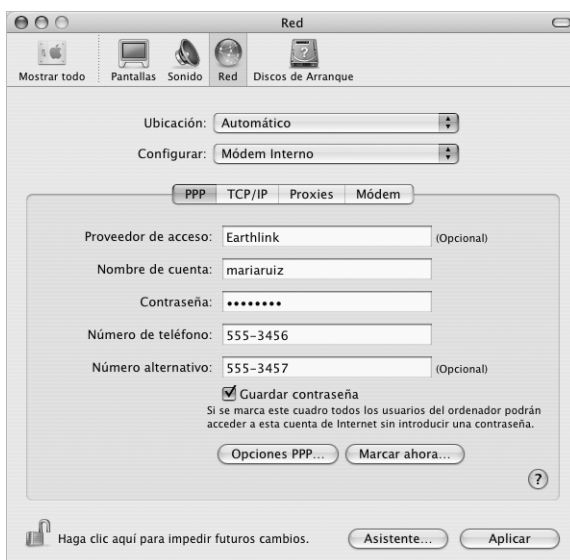 Red
Mostrar todo Pantallas Sonido Red Discos de Arranque
Ubicación: Automático
Configurar: Módem Interno
PPP TCP/IP Proxies Módem
Proveedor de acceso: Earthlink (Opcional)
Nombre de cuenta: mariaruiz
Contraseña: ••••••••
Número de teléfono: 555-3456
Número alternativo: 555-3457 (Opcional)
Guardar contraseña
Si se marca este cuadro todos los usuarios del ordenador podrán
acceder a esta cuenta de Internet sin introducir una contraseña.
Opciones PPP... Marcar ahora...
?
Haga clic aquí para impedir futuros cambios. Asistente... Aplicar